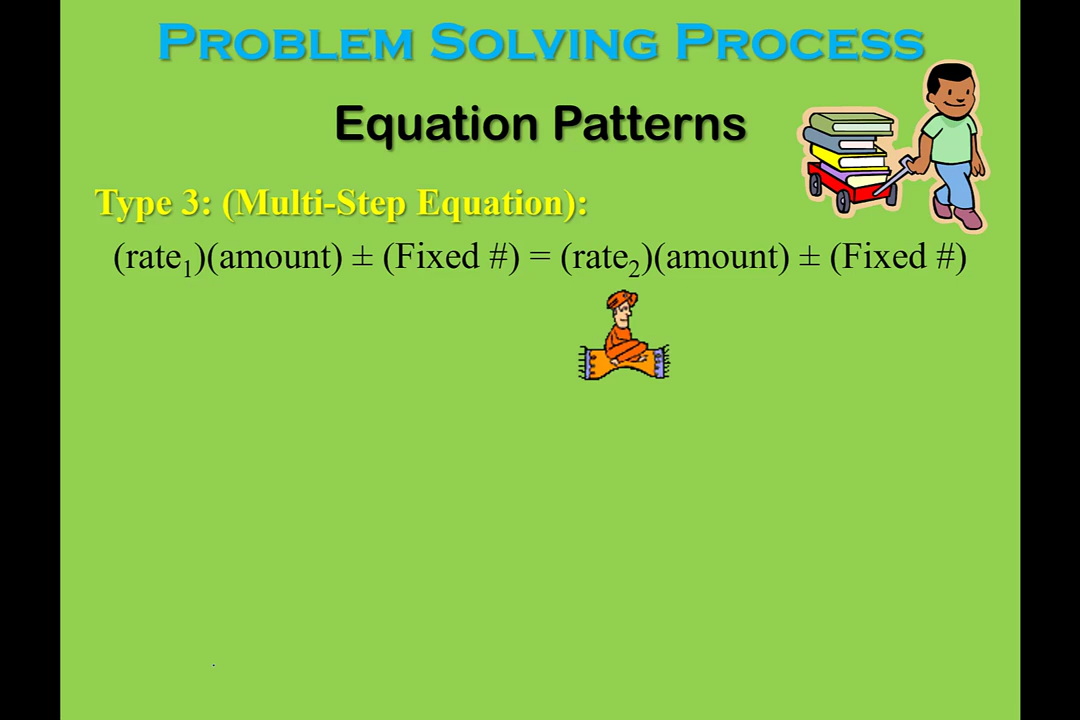 Problem Solving Process
Equation Patterns
Type 3: (Multi-Step Equation):
(rate₁)(amount) ± (Fixed #) = (rate₂)(amount) ± (Fixed #)